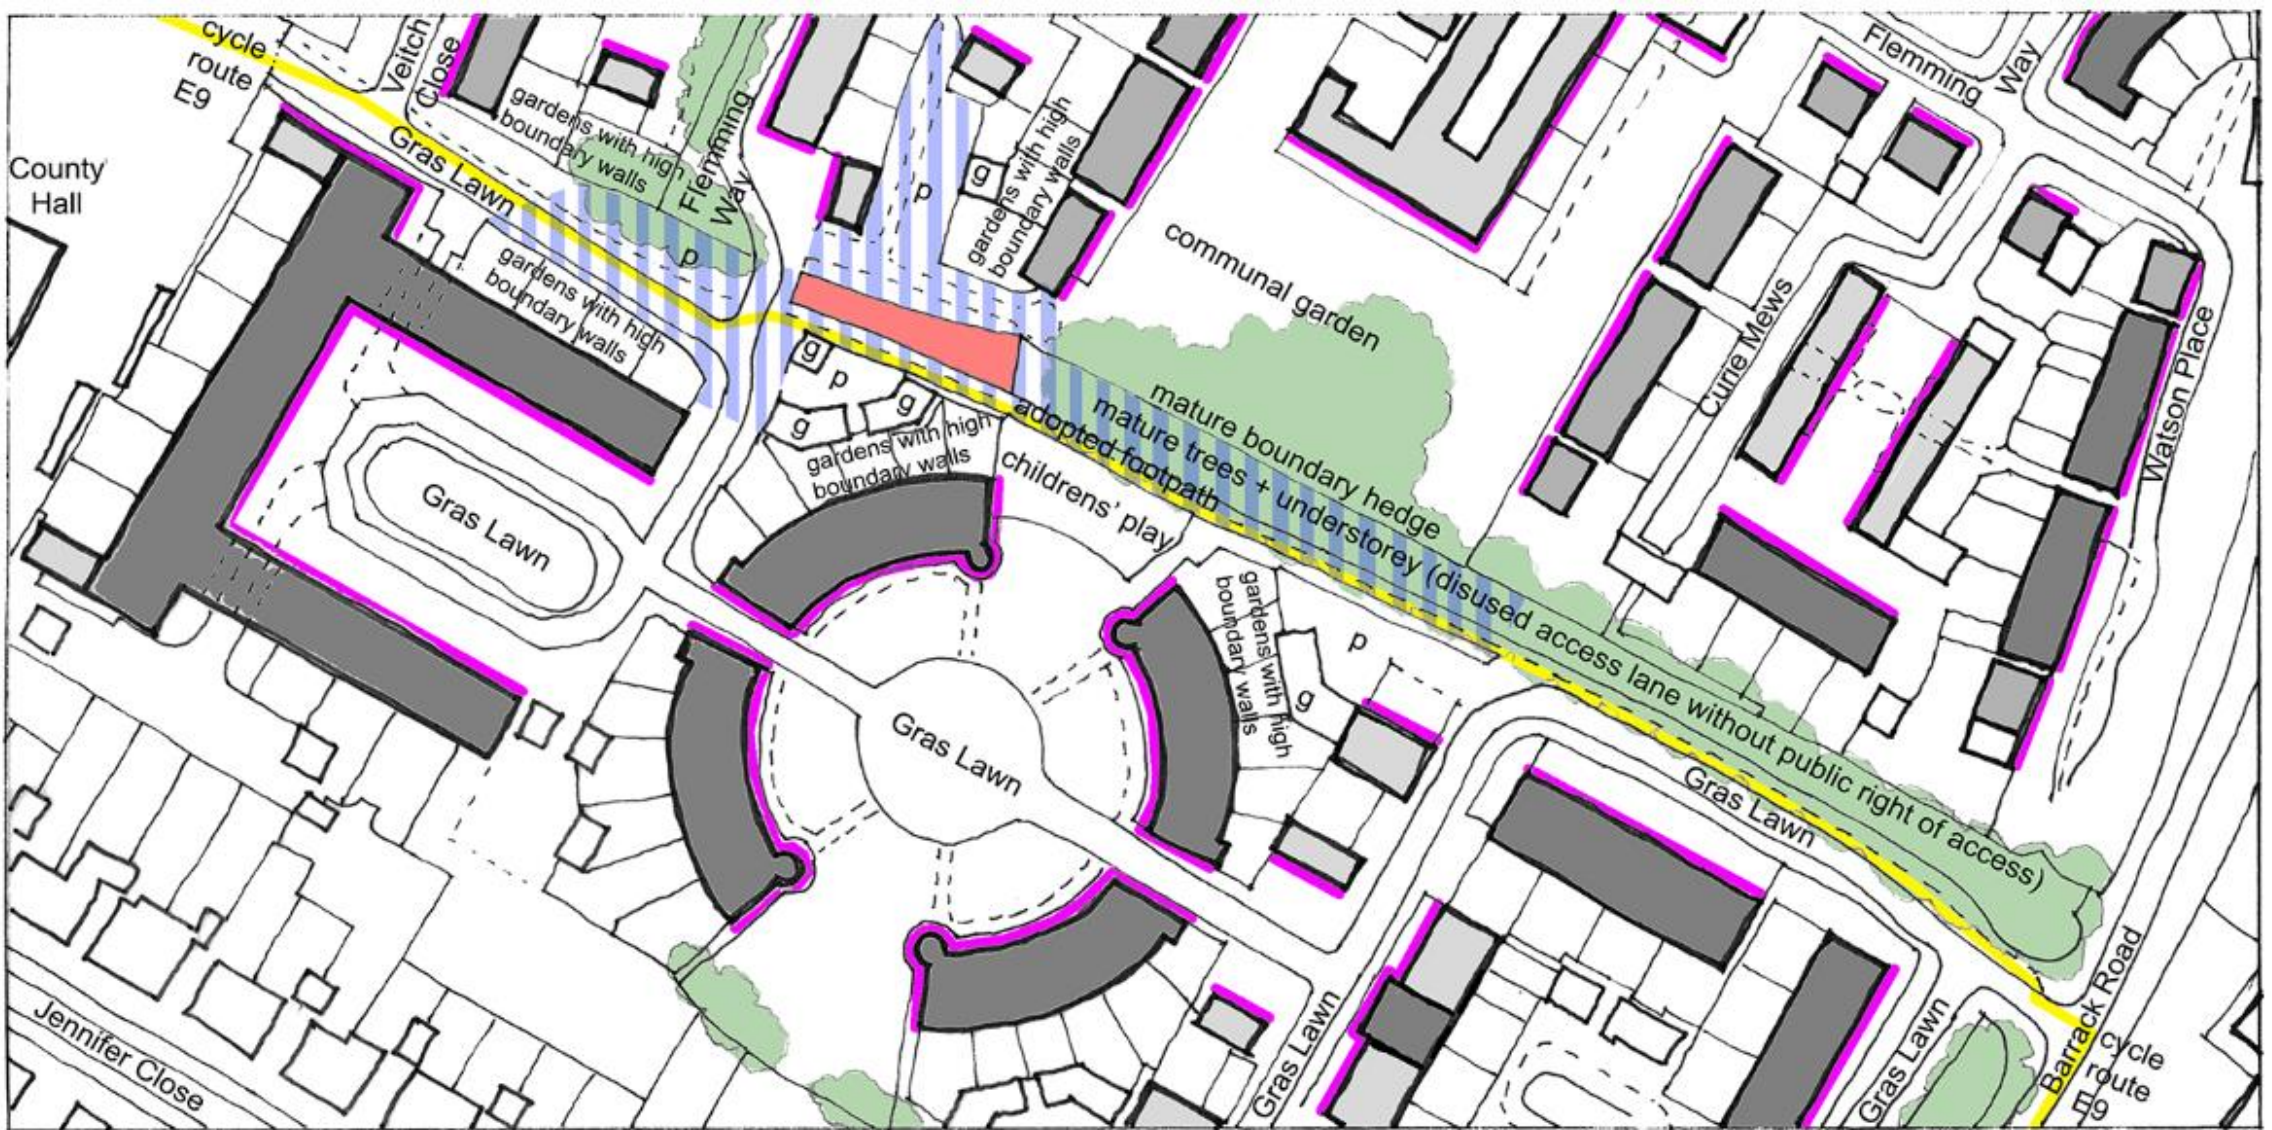 cycle
route
E9
Veitch
Close
County
Hall
Gras Lawn
gardens with high
boundary walls
Flemming
Way
p
p
g
gardens with high
boundary walls
gardens with high
boundary walls
communal garden
Flemming
Way
Curie Mews
Watson Place
g
p
g
g
gardens with high
boundary walls
childrens' play
adopted footpath
mature boundary hedge
mature trees + understorey (disused access lane without public right of access)
Gras Lawn
gardens with high
boundary walls
p
g
Gras Lawn
Gras Lawn
Jennifer Close
Gras Lawn
Gras Lawn
Barrack Road
cycle
route
E9